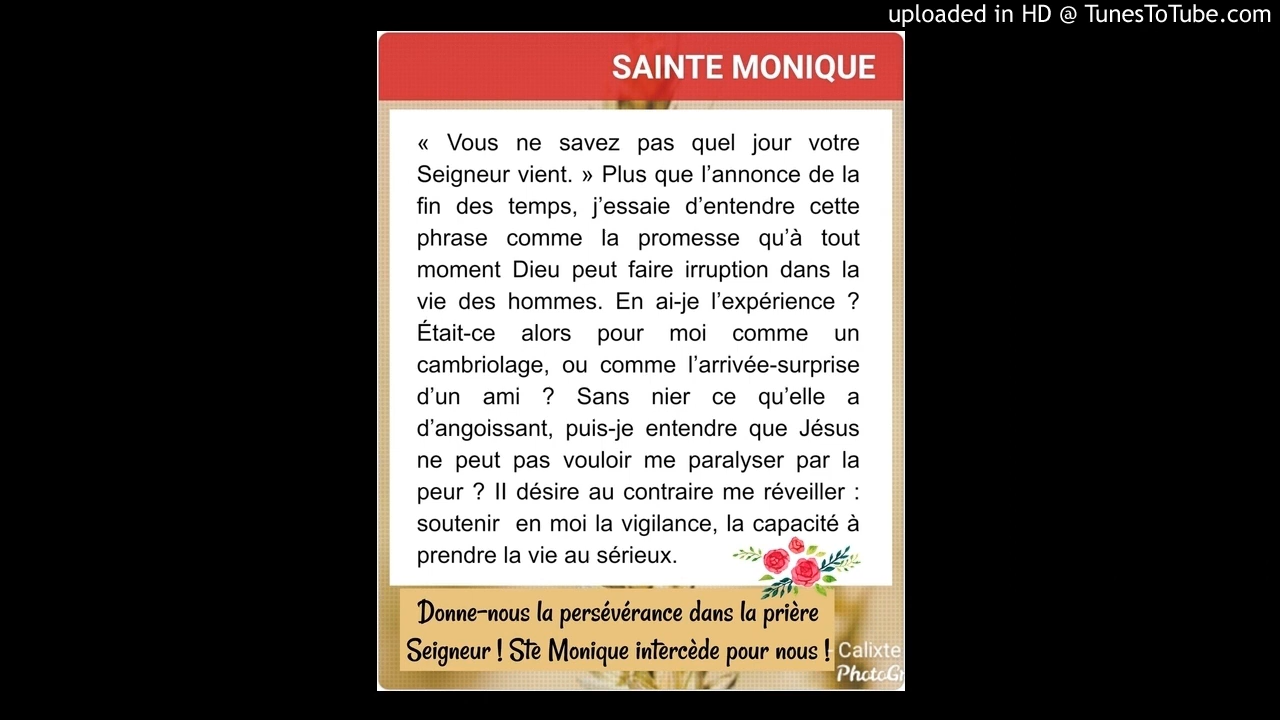 uploaded in HD @ TunesToTube.com
SAINTE MONIQUE
« Vous ne savez pas quel jour votre
Seigneur vient. » Plus que l’annonce de la
fin des temps, j’essaie d’entendre cette
phrase comme la promesse qu’à tout
moment Dieu peut faire irruption dans la
vie des hommes. En ai-je l’expérience ?
Était-ce alors pour moi comme un
cambriolage, ou comme l’arrivée-surprise
d’un ami ? Sans nier ce qu’elle a
d’angoissant, puis-je entendre que Jésus
ne peut pas vouloir me paralyser par la
peur ? Il désire au contraire me réveiller :
soutenir en moi la vigilance, la capacité à
prendre la vie au sérieux.
Donne-nous la persévérance dans la prière
Seigneur ! Ste Monique intercède pour nous !
Calixte
PhotoGr